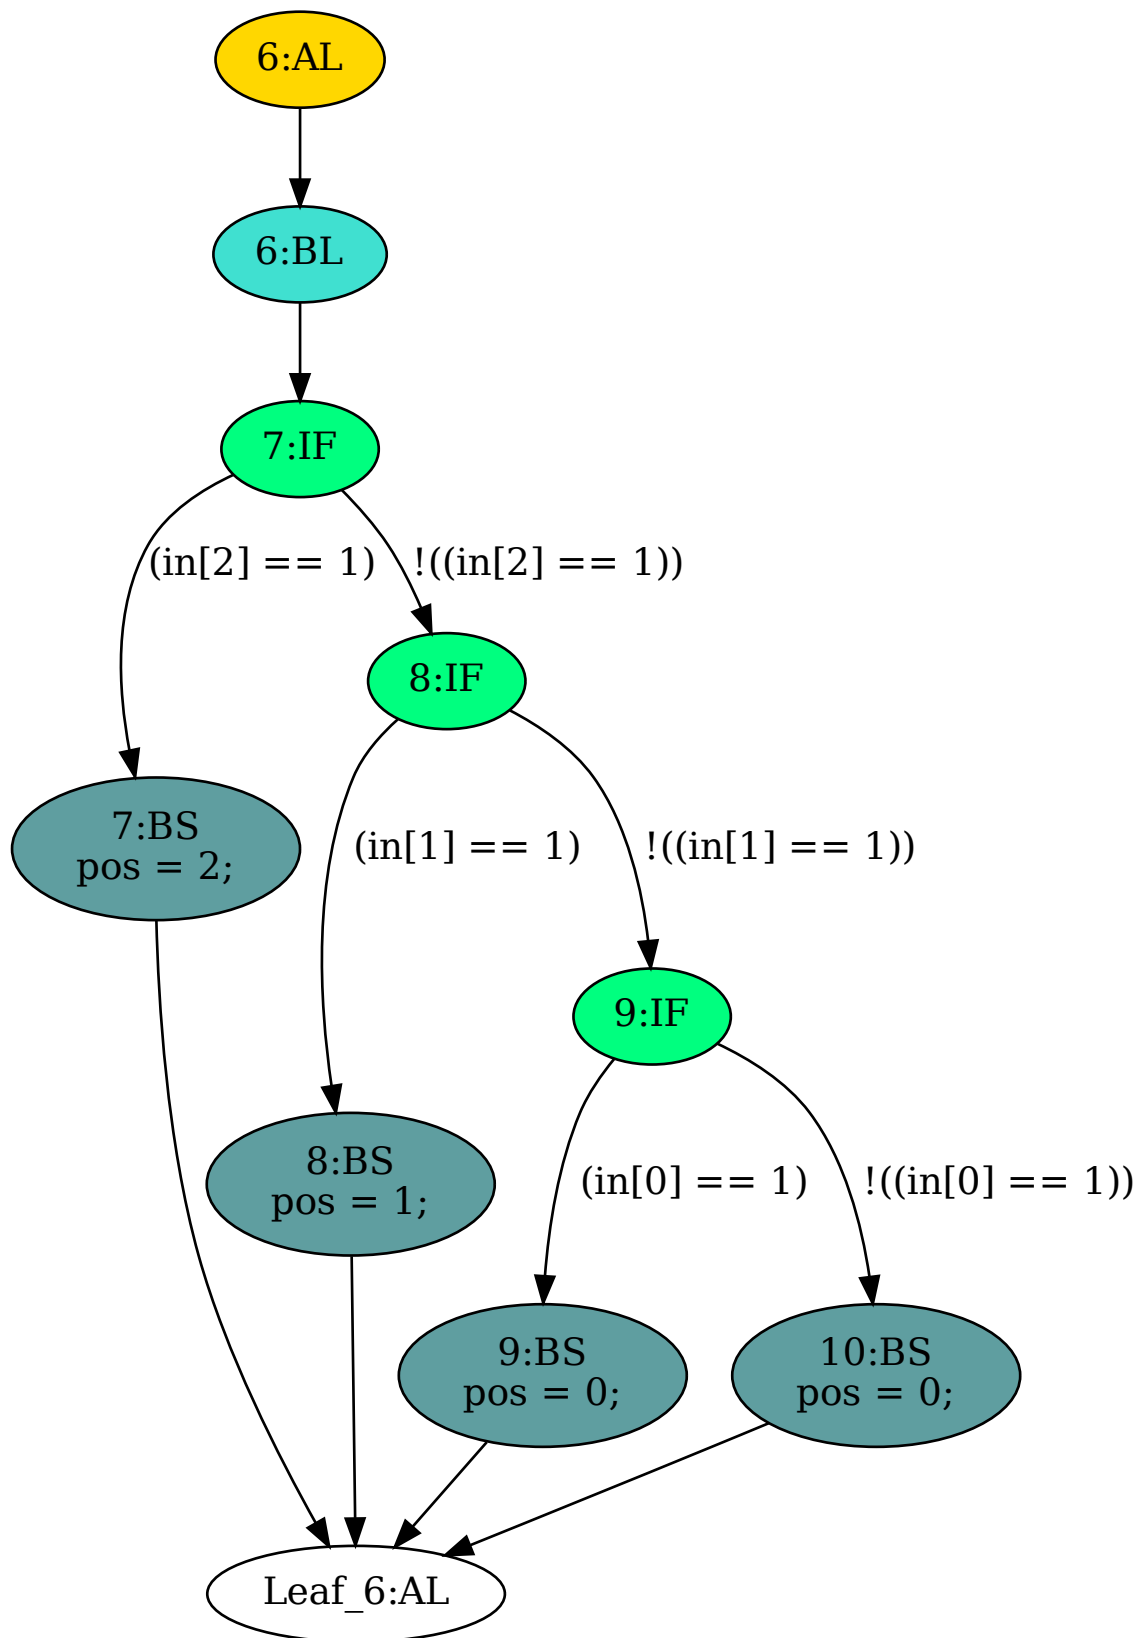 6:AL
6:BL
7:IF
(in[2] == 1)
!((in[2] == 1))
8:IF
7:BS
pos = 2;
(in[1] == 1)
!((in[1] == 1))
9:IF
8:BS
pos = 1;
(in[0] == 1)
!((in[0] == 1))
9:BS
pos = 0;
10:BS
pos = 0;
Leaf_6:AL